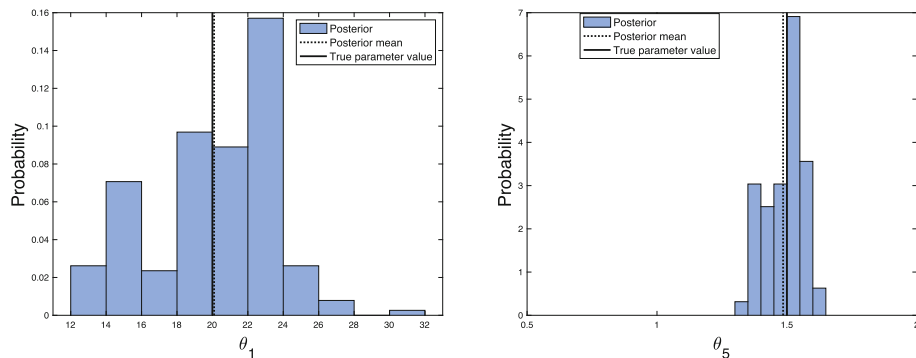 0.16
0.14
0.12
0.1
0.08
0.06
0.04
0.02
0
Probability
Posterior
Posterior mean
True parameter value
12 14 16 18 20 22 24 26 28 30 32
θ1
7
6
5
4
3
2
1
0
Probability
Posterior
Posterior mean
True parameter value
0.5 1 1.5 2
θ5